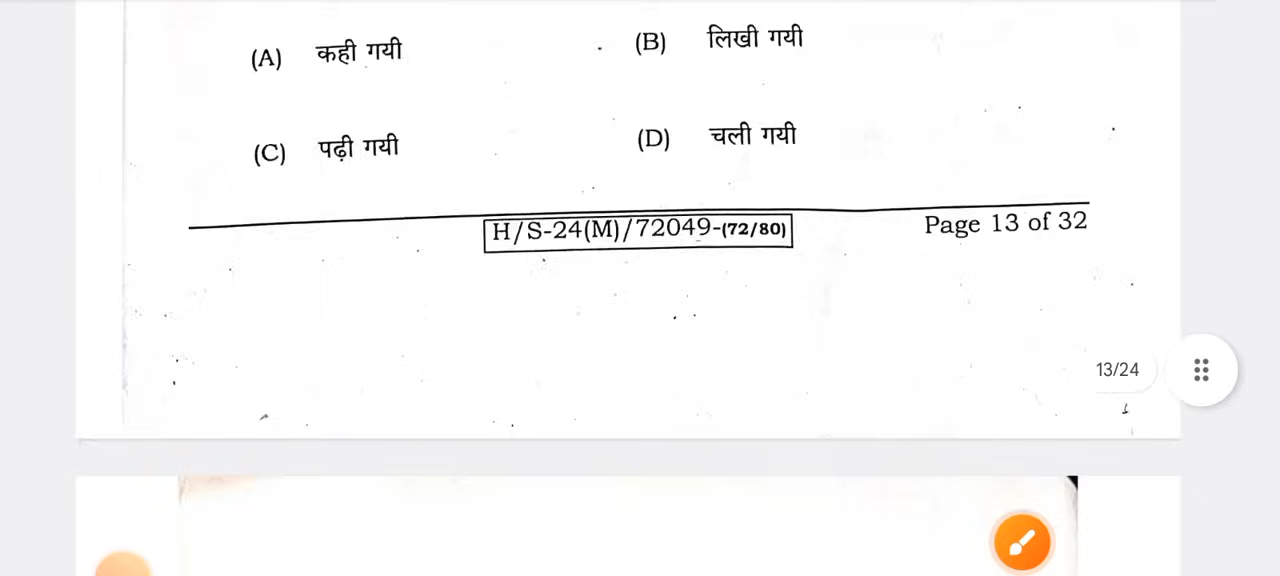 (A) कही गयी (B) लिखी गयी
(C) पढ़ी गयी (D) चली गयी
H/S-24(M)/72049-(72/80) Page 13 of 32
13/24